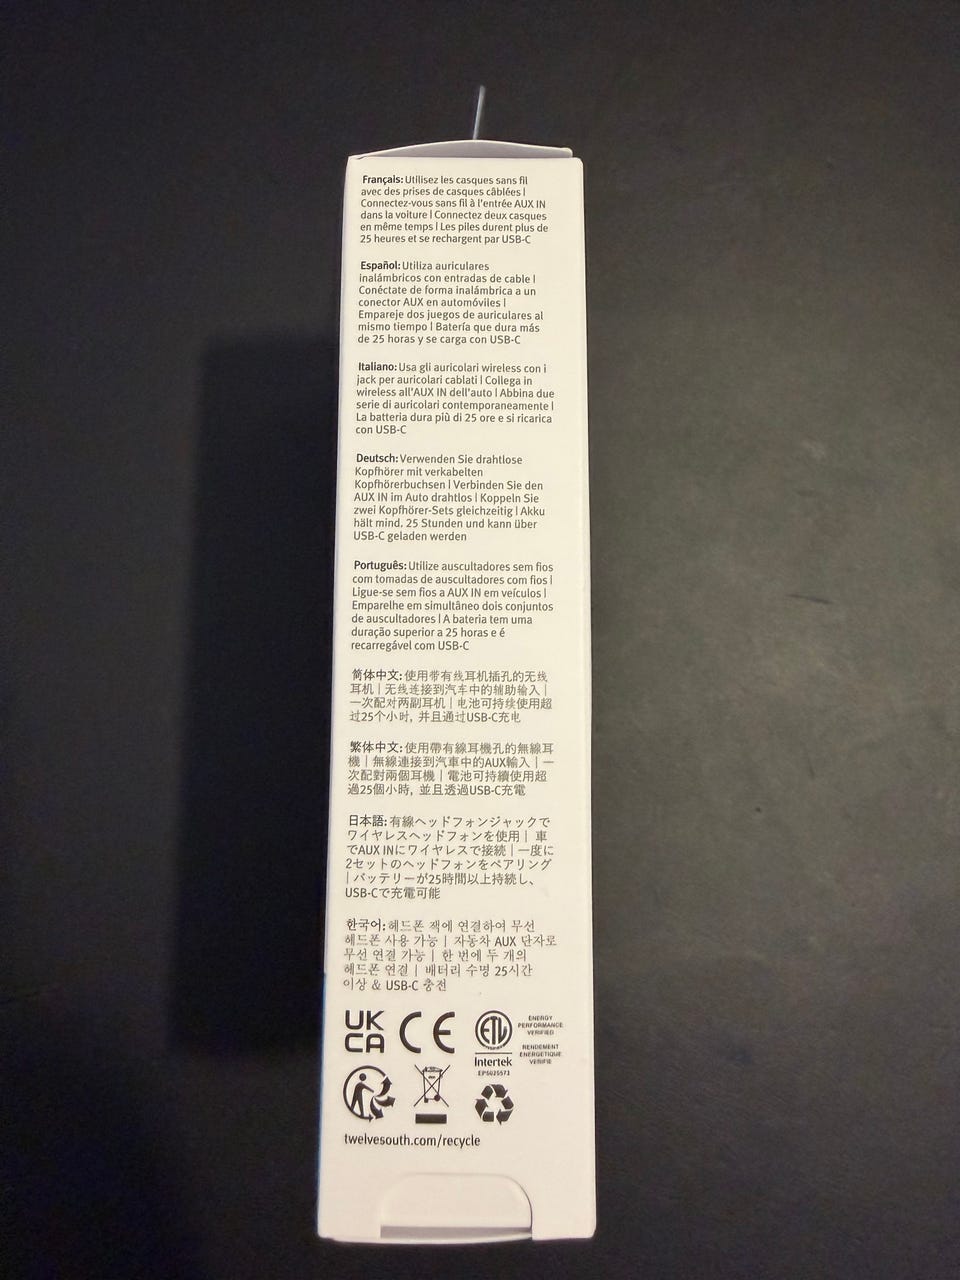 Français: Utilisez les casques sans fil
avec des prises de casques câblées |
Connectez-vous sans fil à l'entrée AUX IN
dans la voiture | Connectez deux casques
en même temps | Les piles durent plus de
25 heures et se rechargent par USB-C
Español: Utiliza auriculares
inalámbricos con entradas de cable |
Conéctate de forma inalámbrica a un
conector AUX en automóviles |
Empareje dos juegos de auriculares al
mismo tiempo | Batería que dura más
de 25 horas y se carga con USB-C
Italiano: Usa gli auricolari wireless con i
jack per auricolari cablati | Collega in
wireless all'AUX IN dell'auto | Abbina due
serie di auricolari contemporaneamente |
La batteria dura più di 25 ore e si ricarica
con USB-C
Deutsch: Verwenden Sie drahtlose
Kopfhörer mit verkabelten
Kopfhörerbuchsen | Verbinden Sie den
AUX IN im Auto drahtlos | Koppeln Sie
zwei Kopfhörer-Sets gleichzeitig | Akku
hält mind. 25 Stunden und kann über
USB-C geladen werden
Português: Utilize auscultadores sem fios
com tomadas de auscultadores com fios |
Ligue-se sem fios a AUX IN em veículos |
Emparelhe em simultâneo dois conjuntos
de auscultadores | A bateria tem uma
duração superior a 25 horas e é
recarregável com USB-C
简体中文: 使用带有线耳机插孔的无线
耳机 | 无线连接到汽车中的辅助输入 |
一次配对两副耳机 | 电池可持续使用超
过25个小时, 并且通过USB-C充电
繁体中文: 使用帶有線耳機孔的無線耳
機 | 無線連接到汽車中的AUX輸入 | 一
次配對兩個耳機 | 電池可持續使用超
過25個小時, 並且透過USB-C充電
日本語: 有線ヘッドフォンジャックで
ワイヤレスヘッドフォンを使用 | 車
でAUX INにワイヤレスで接続 | 一度に
2セットのヘッドフォンをペアリング
| バッテリーが25時間以上持続し、
USB-Cで充電可能
한국어: 헤드폰 잭에 연결하여 무선
헤드폰 사용 가능 | 자동차 AUX 단자로
무선 연결 가능 | 한 번에 두 개의
헤드폰 연결 | 배터리 수명 25시간
이상 & USB-C 충전
UK
CA
CE
ETL
Intertek
EPS025573
ENERGY
PERFORMANCE
VERIFIED
RENDEMENT
ENERGETIQUE
VERIFIE
twelvesouth.com/recycle